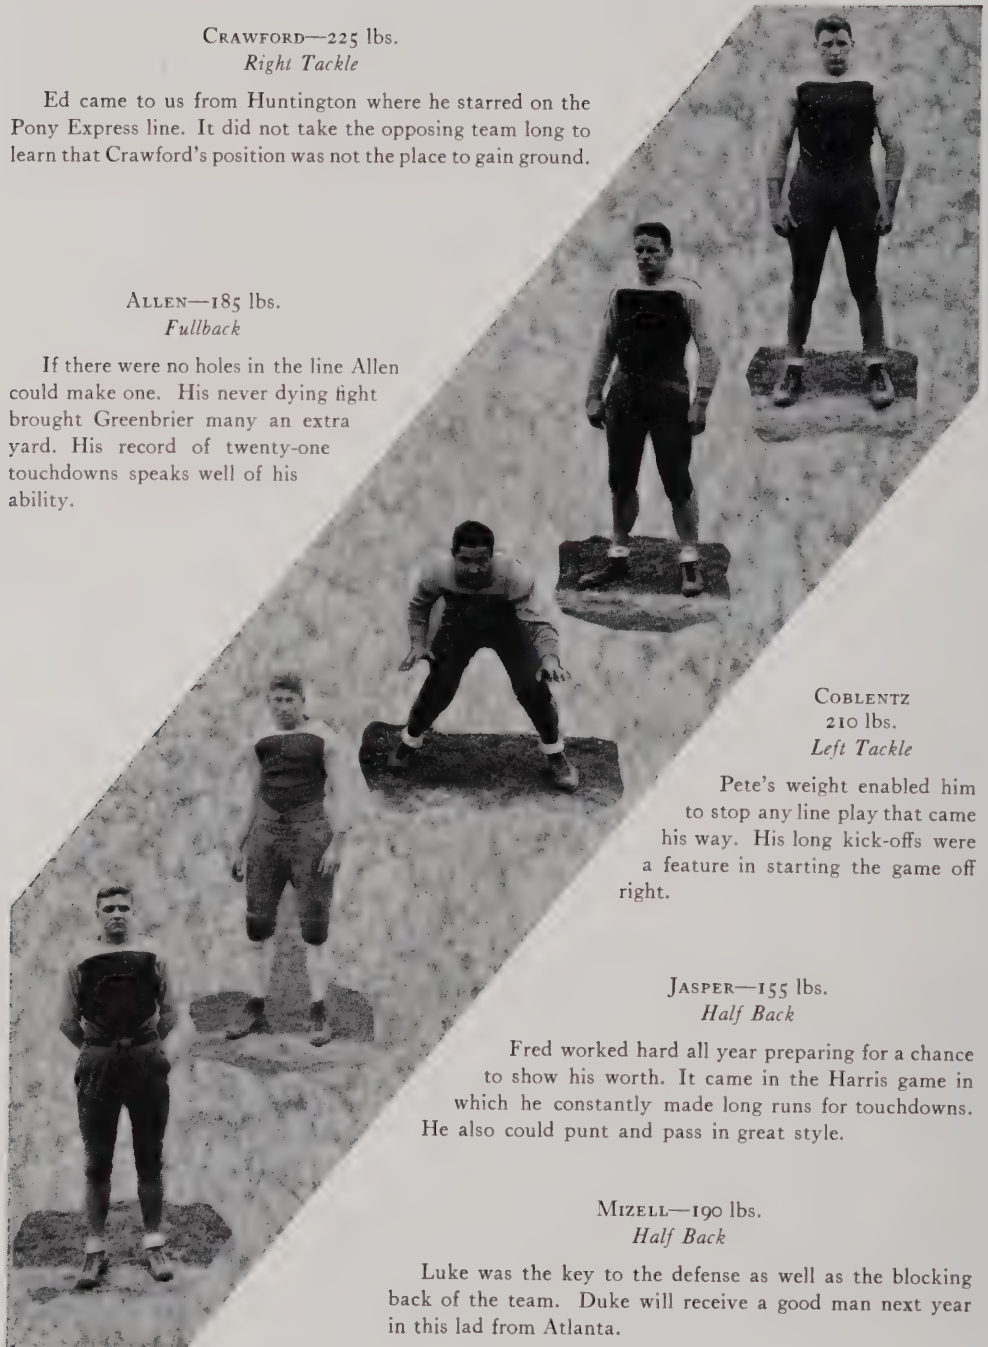 CRAWFORD—225 lbs.
Right Tackle
Ed came to us from Huntington where he starred on the
Pony Express line. It did not take the opposing team long to
learn that Crawford's position was not the place to gain ground.
ALLEN—185 lbs.
Fullback
If there were no holes in the line Allen
could make one. His never dying fight
brought Greenbrier many an extra
yard. His record of twenty-one
touchdowns speaks well of his
ability.
COBLENTZ
210 lbs.
Left Tackle
Pete's weight enabled him
to stop any line play that came
his way. His long kick-offs were
a feature in starting the game off
right.
JASPER—155 lbs.
Half Back
Fred worked hard all year preparing for a chance
to show his worth. It came in the Harris game in
which he constantly made long runs for touchdowns.
He also could punt and pass in great style.
MIZELL—190 lbs.
Half Back
Luke was the key to the defense as well as the blocking
back of the team. Duke will receive a good man next year
in this lad from Atlanta.